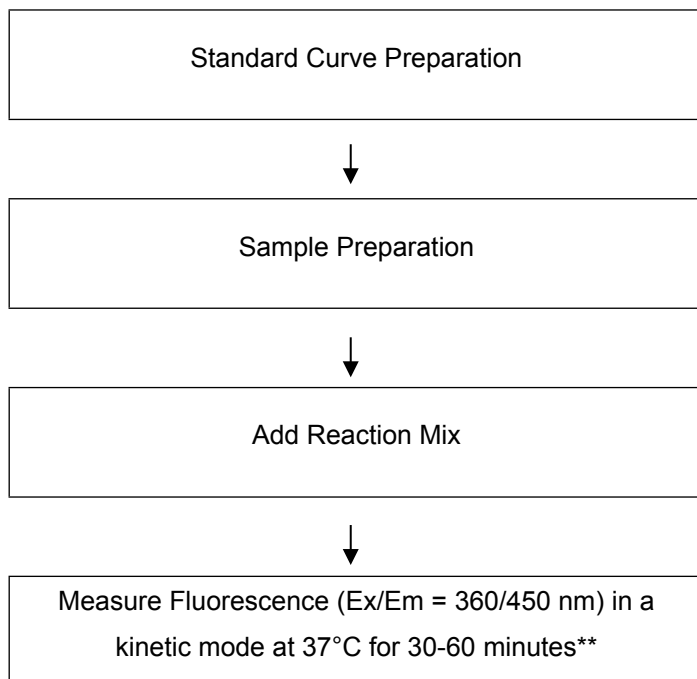 Standard Curve Preparation
Sample Preparation
Add Reaction Mix
Measure Fluorescence (Ex/Em = 360/450 nm) in a
kinetic mode at 37°C for 30-60 minutes**